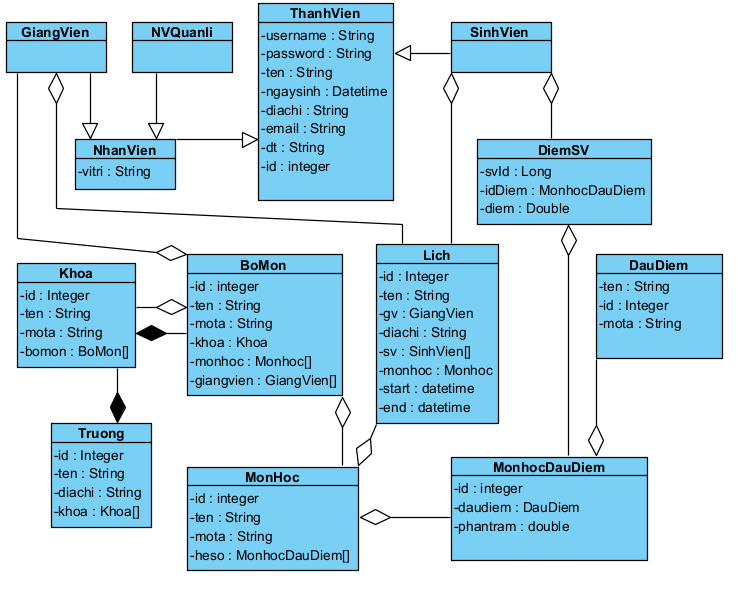 GiangVien
NVQuanli
ThanhVien
-username : String
-password : String
-ten : String
-ngaysinh : Datetime
-diachi : String
-email : String
-dt : String
-id : integer
SinhVien
NhanVien
-vitri : String
DiemSV
-svId : Long
-idDiem : MonhocDauDiem
-diem : Double
Khoa
-id : Integer
-ten : String
-mota : String
-bomon : BoMon[]
BoMon
-id : integer
-ten : String
-mota : String
-khoa : Khoa
-monhoc : Monhoc[]
-giangvien : GiangVien[]
Lich
-id : Integer
-ten : String
-gv : GiangVien
-diachi : String
-sv : SinhVien[]
-monhoc : Monhoc
-start : datetime
-end : datetime
DauDiem
-ten : String
-id : Integer
-mota : String
Truong
-id : Integer
-ten : String
-diachi : String
-khoa : Khoa[]
MonHoc
-id : integer
-ten : String
-mota : String
-heso : MonhocDauDiem[]
MonhocDauDiem
-id : integer
-daudiem : DauDiem
-phantram : double